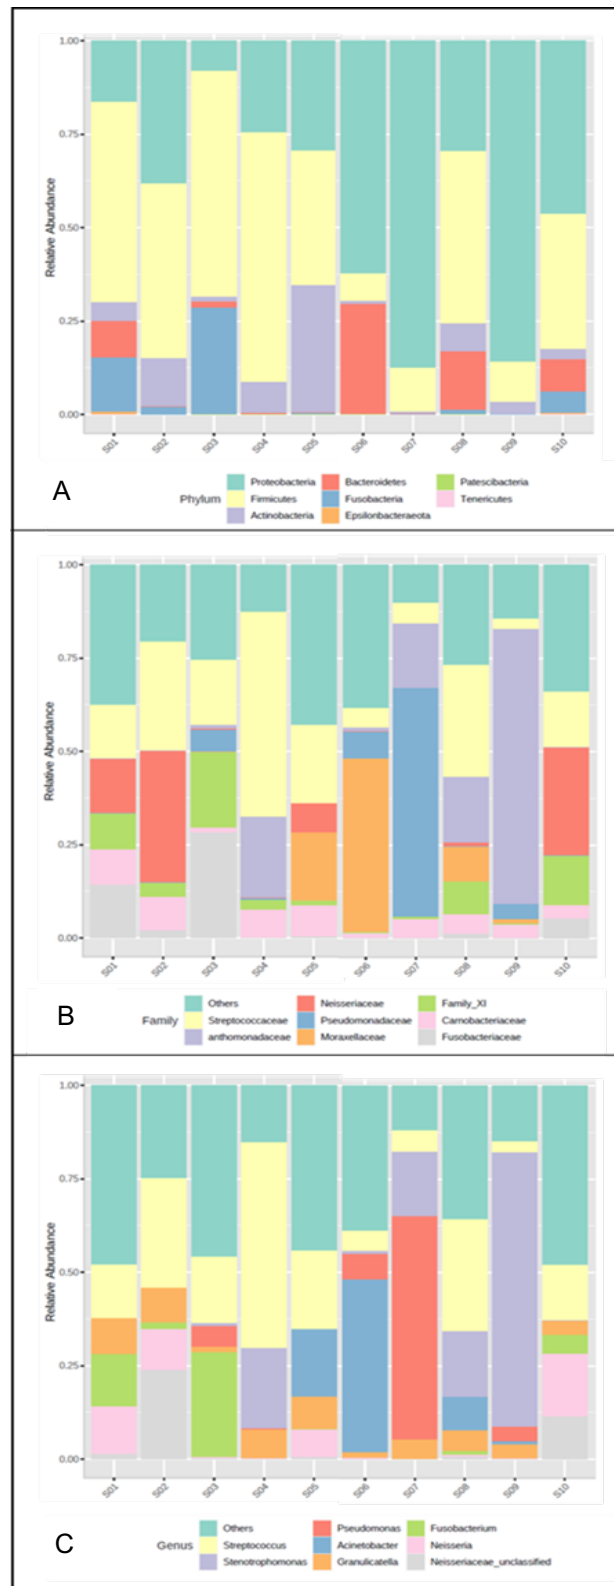 1.00
0.75
Relative Abundance
0.50
0.25
0.00
S01 S02 S03 S04 S05 S06 S07 S08 S09 S10
A
Phylum
Proteobacteria Bacteroidetes Patescibacteria
Firmicutes Fusobacteria Tenericutes
Actinobacteria Epsilonbacteraeota
1.00
0.75
Relative Abundance
0.50
0.25
0.00
S01 S02 S03 S04 S05 S06 S07 S08 S09 S10
B
Family
Others Neisseriaceae Family_XI
Streptococcaceae Pseudomonadaceae Carnobacteriaceae
anthomonadaceae Moraxellaceae Fusobacteriaceae
1.00
0.75
Relative Abundance
0.50
0.25
0.00
S01 S02 S03 S04 S05 S06 S07 S08 S09 S10
C
Genus
Others Pseudomonas Fusobacterium
Streptococcus Acinetobacter Neisseria
Stenotrophomonas Granulicatella Neisseriaceae_unclassified